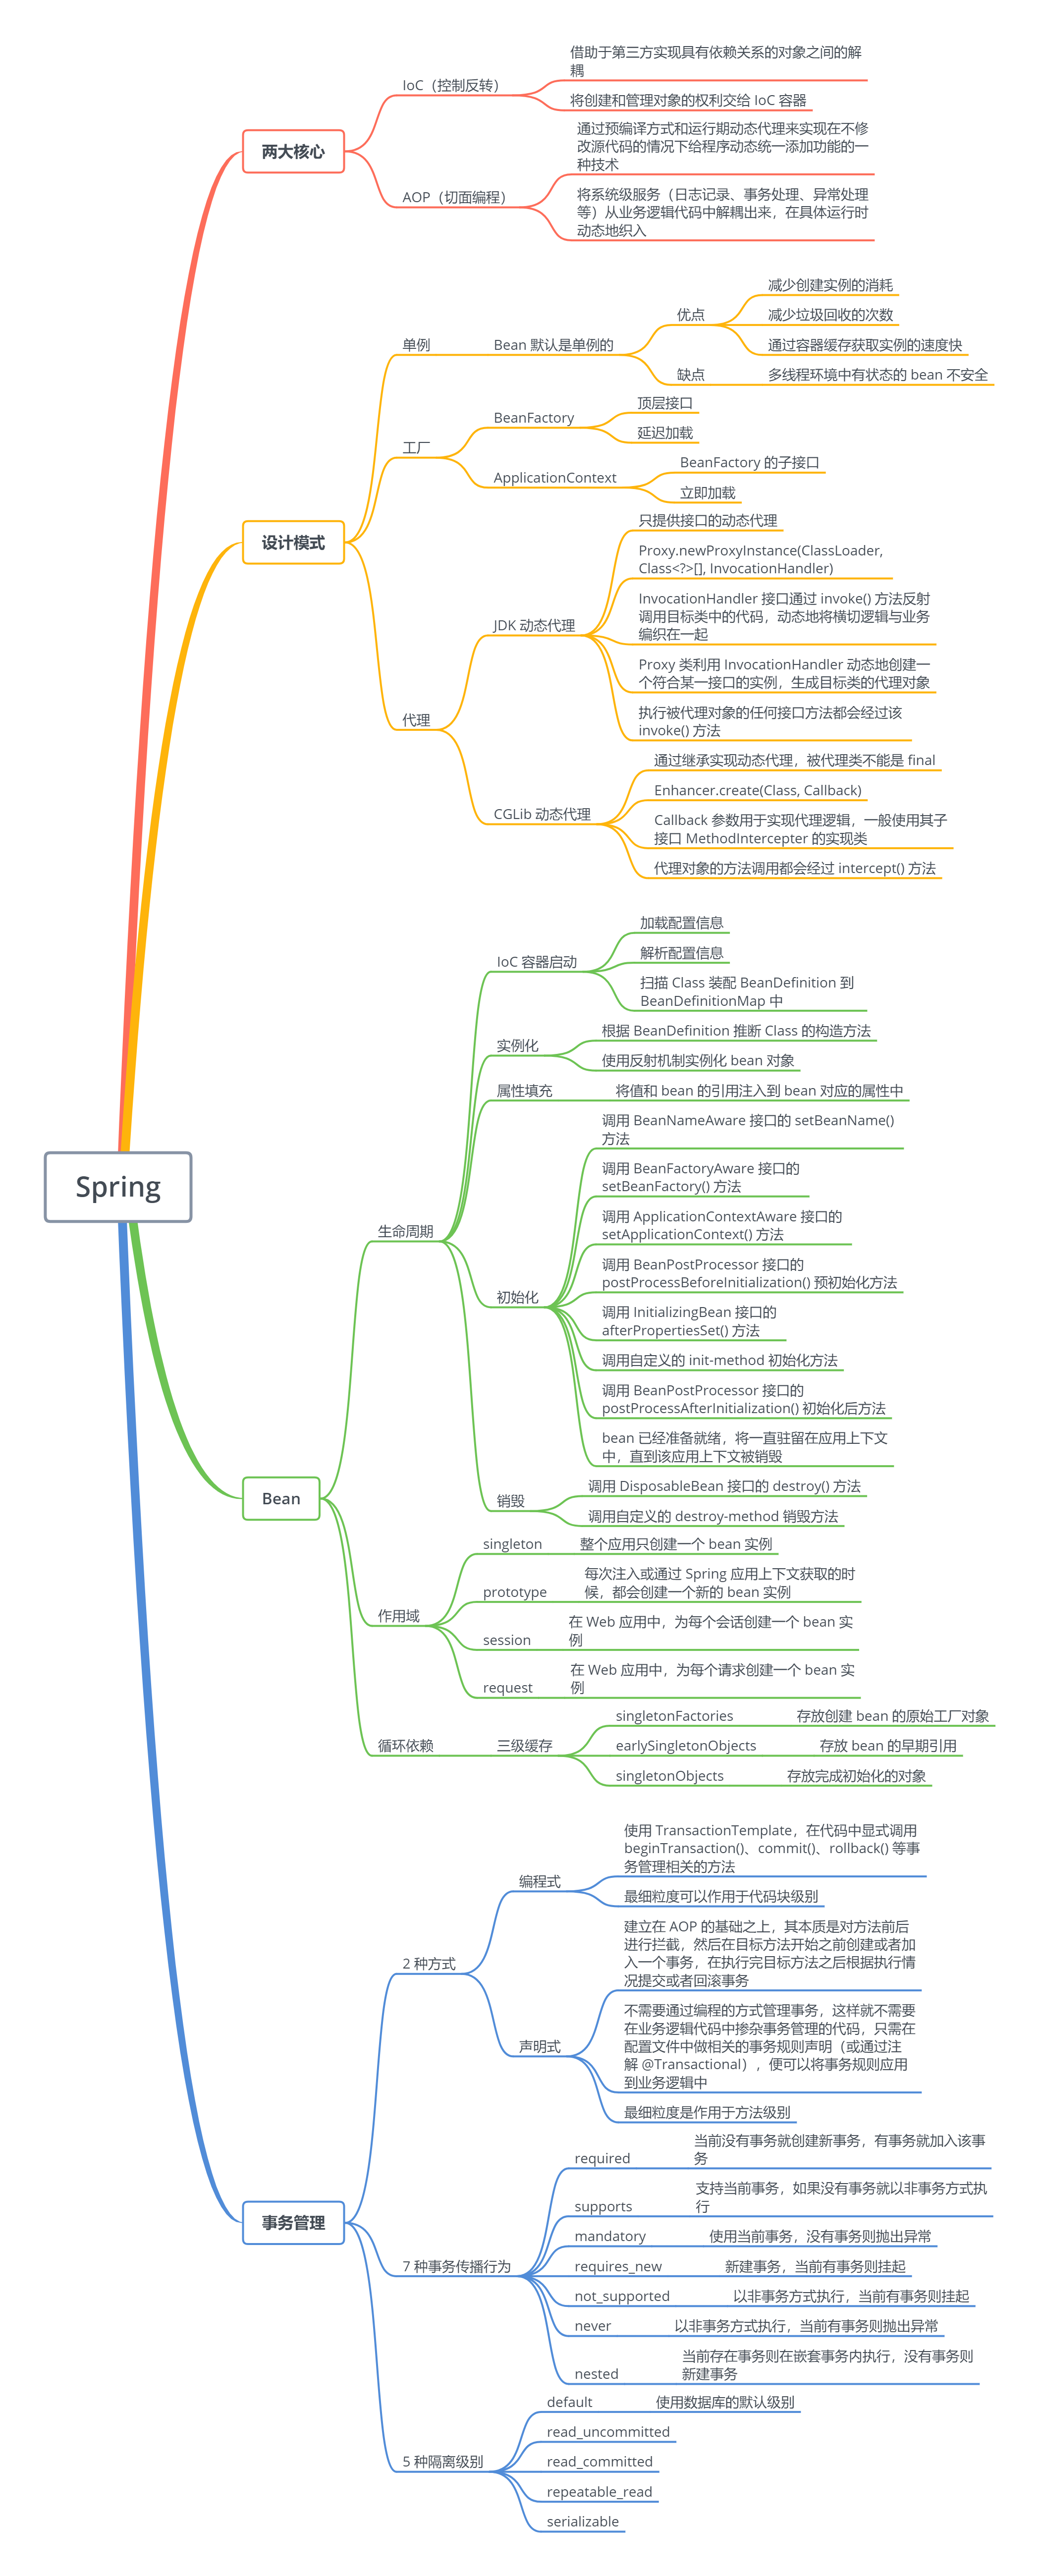 Spring
两大核心
IoC（控制反转）
借助于第三方实现具有依赖关系的对象之间的解
耦
将创建和管理对象的权利交给 IoC 容器
AOP（切面编程）
通过预编译方式和运行期动态代理来实现在不修
改源代码的情况下给程序动态统一添加功能的一
种技术
将系统级服务（日志记录、事务处理、异常处理
等）从业务逻辑代码中解耦出来，在具体运行时
动态地织入
设计模式
单例
Bean 默认是单例的
优点
减少创建实例的消耗
减少垃圾回收的次数
通过容器缓存获取实例的速度快
缺点
多线程环境中有状态的 bean 不安全
工厂
BeanFactory
顶层接口
延迟加载
ApplicationContext
BeanFactory 的子接口
立即加载
代理
JDK 动态代理
只提供接口的动态代理
Proxy.newProxyInstance(ClassLoader,
Class<?>[], InvocationHandler)
InvocationHandler 接口通过 invoke() 方法反射
调用目标类中的代码，动态地将横切逻辑与业务
编织在一起
Proxy 类利用 InvocationHandler 动态地创建一
个符合某一接口的实例，生成目标类的代理对象
执行被代理对象的任何接口方法都会经过该
invoke() 方法
CGLib 动态代理
通过继承实现动态代理，被代理类不能是 final
Enhancer.create(Class, Callback)
Callback 参数用于实现代理逻辑，一般使用其子
接口 MethodIntercepter 的实现类
代理对象的方法调用都会经过 intercept() 方法
Bean
生命周期
IoC 容器启动
加载配置信息
解析配置信息
扫描 Class 装配 BeanDefinition 到
BeanDefinitionMap 中
实例化
根据 BeanDefinition 推断 Class 的构造方法
使用反射机制实例化 bean 对象
属性填充
将值和 bean 的引用注入到 bean 对应的属性中
初始化
调用 BeanNameAware 接口的 setBeanName()
方法
调用 BeanFactoryAware 接口的
setBeanFactory() 方法
调用 ApplicationContextAware 接口的
setApplicationContext() 方法
调用 BeanPostProcessor 接口的
postProcessBeforeInitialization() 预初始化方法
调用 InitializingBean 接口的
afterPropertiesSet() 方法
调用自定义的 init-method 初始化方法
调用 BeanPostProcessor 接口的
postProcessAfterInitialization() 初始化后方法
bean 已经准备就绪，将一直驻留在应用上下文
中，直到该应用上下文被销毁
销毁
调用 DisposableBean 接口的 destroy() 方法
调用自定义的 destroy-method 销毁方法
作用域
singleton
整个应用只创建一个 bean 实例
prototype
每次注入或通过 Spring 应用上下文获取的时
候，都会创建一个新的 bean 实例
session
在 Web 应用中，为每个会话创建一个 bean 实
例
request
在 Web 应用中，为每个请求创建一个 bean 实
例
循环依赖
三级缓存
singletonFactories
存放创建 bean 的原始工厂对象
earlySingletonObjects
存放 bean 的早期引用
singletonObjects
存放完成初始化的对象
事务管理
2 种方式
编程式
使用 TransactionTemplate，在代码中显式调用
beginTransaction()、commit()、rollback() 等事
务管理相关的方法
最细粒度可以作用于代码块级别
声明式
建立在 AOP 的基础之上，其本质是对方法前后
进行拦截，然后在目标方法开始之前创建或者加
入一个事务，在执行完目标方法之后根据执行情
况提交或者回滚事务
不需要通过编程的方式管理事务，这样就不需要
在业务逻辑代码中掺杂事务管理的代码，只需在
配置文件中做相关的事务规则声明（或通过注
解 @Transactional），便可以将事务规则应用
到业务逻辑中
最细粒度是作用于方法级别
7 种事务传播行为
required
当前没有事务就创建新事务，有事务就加入该事
务
supports
支持当前事务，如果没有事务就以非事务方式执
行
mandatory
使用当前事务，没有事务则抛出异常
requires_new
新建事务，当前有事务则挂起
not_supported
以非事务方式执行，当前有事务则挂起
never
以非事务方式执行，当前有事务则抛出异常
nested
当前存在事务则在嵌套事务内执行，没有事务则
新建事务
5 种隔离级别
default
使用数据库的默认级别
read_uncommitted
read_committed
repeatable_read
serializable